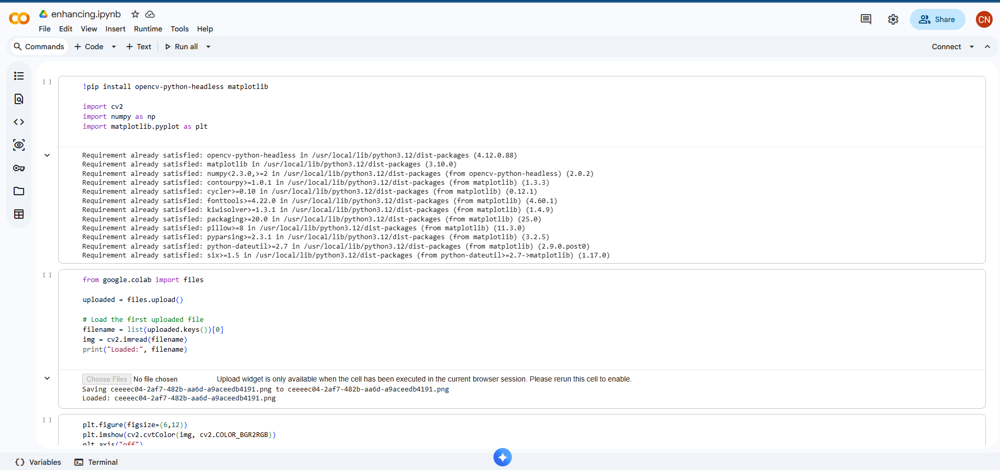 enhancing.ipynb
File Edit View Insert Runtime Tools Help
Share
CN
Commands + Code + Text Run all
Connect
[ ]
!pip install opencv-python-headless matplotlib
import cv2
import numpy as np
import matplotlib.pyplot as plt
Requirement already satisfied: opencv-python-headless in /usr/local/lib/python3.12/dist-packages (4.12.0.88)
Requirement already satisfied: matplotlib in /usr/local/lib/python3.12/dist-packages (3.10.0)
Requirement already satisfied: numpy<2.3.0,>=2 in /usr/local/lib/python3.12/dist-packages (from opencv-python-headless) (2.0.2)
Requirement already satisfied: contourpy>=1.0.1 in /usr/local/lib/python3.12/dist-packages (from matplotlib) (1.3.3)
Requirement already satisfied: cycler>=0.10 in /usr/local/lib/python3.12/dist-packages (from matplotlib) (0.12.1)
Requirement already satisfied: fonttools>=4.22.0 in /usr/local/lib/python3.12/dist-packages (from matplotlib) (4.60.1)
Requirement already satisfied: kiwisolver>=1.3.1 in /usr/local/lib/python3.12/dist-packages (from matplotlib) (1.4.9)
Requirement already satisfied: packaging>=20.0 in /usr/local/lib/python3.12/dist-packages (from matplotlib) (25.0)
Requirement already satisfied: pillow>=8 in /usr/local/lib/python3.12/dist-packages (from matplotlib) (11.3.0)
Requirement already satisfied: pyparsing>=2.3.1 in /usr/local/lib/python3.12/dist-packages (from matplotlib) (3.2.5)
Requirement already satisfied: python-dateutil>=2.7 in /usr/local/lib/python3.12/dist-packages (from matplotlib) (2.9.0.post0)
Requirement already satisfied: six>=1.5 in /usr/local/lib/python3.12/dist-packages (from python-dateutil>=2.7->matplotlib) (1.17.0)
[ ]
from google.colab import files
uploaded = files.upload()
# Load the first uploaded file
filename = list(uploaded.keys())[0]
img = cv2.imread(filename)
print("Loaded:", filename)
Choose Files No file chosen Upload widget is only available when the cell has been executed in the current browser session. Please rerun this cell to enable.
Saving ceeeec04-2af7-482b-aa6d-a9aceedb4191.png to ceeeec04-2af7-482b-aa6d-a9aceedb4191.png
Loaded: ceeeec04-2af7-482b-aa6d-a9aceedb4191.png
[ ]
plt.figure(figsize=(6,12))
plt.imshow(cv2.cvtColor(img, cv2.COLOR_BGR2RGB))
plt.axis("off")
Variables Terminal